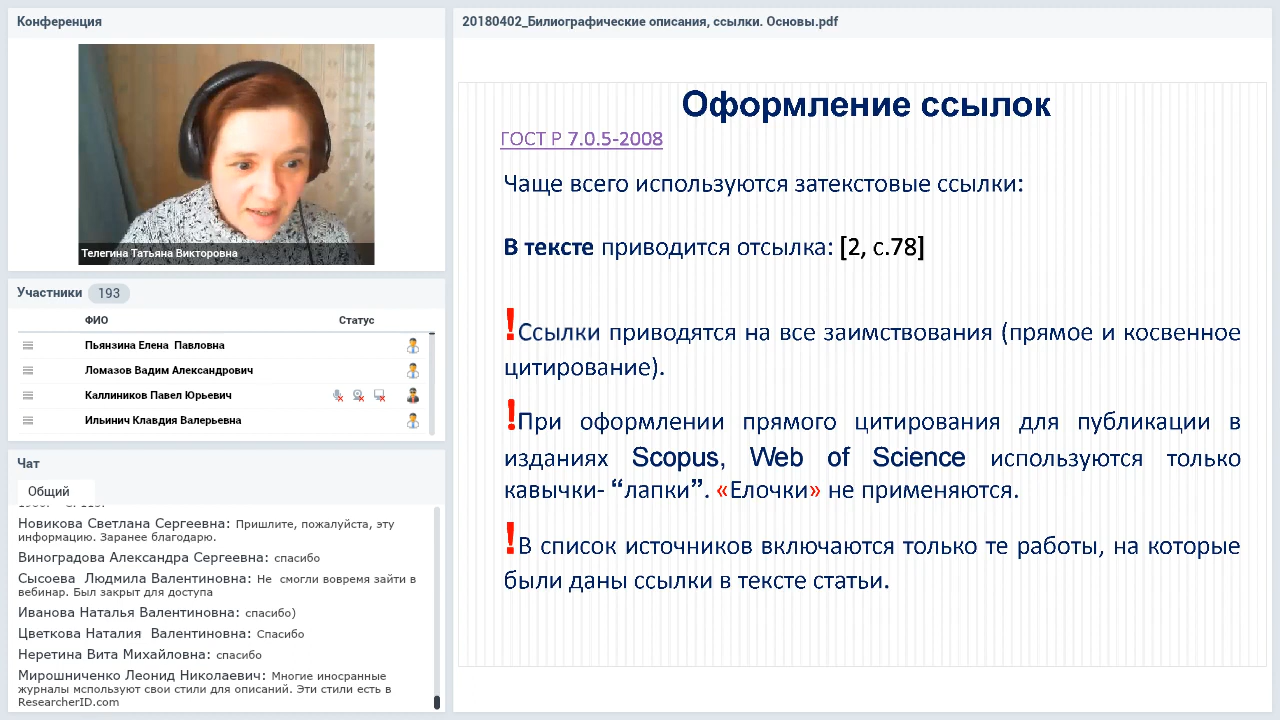 Конференция
Телегина Татьяна Викторовна
Участники 193
ФИО Статус
Пьянзина Елена Павловна
Ломазов Вадим Александрович
Каллиников Павел Юрьевич
Ильинич Клавдия Валерьевна
Чат
Общий
Новикова Светлана Сергеевна: Пришлите, пожалуйста, эту
информацию. Заранее благодарю.
Виноградова Александра Сергеевна: спасибо
Сысоева Людмила Валентиновна: Не смогли вовремя зайти в
вебинар. Был закрыт для доступа
Иванова Наталья Валентиновна: спасибо)
Цветкова Наталия Валентиновна: Спасибо
Неретина Вита Михайловна: спасибо
Мирошниченко Леонид Николаевич: Многие иносранные
журналы мспользуют свои стили для описаний. Эти стили есть в
ResearcherID.com
20180402_Билиографические описания, ссылки. Основы.pdf
Оформление ссылок
ГОСТ Р 7.0.5-2008
Чаще всего используются затекстовые ссылки:
В тексте приводится отсылка: [2, с.78]
!Ссылки приводятся на все заимствования (прямое и косвенное
цитирование).
!При оформлении прямого цитирования для публикации в
изданиях Scopus, Web of Science используются только
кавычки- “лапки”. «Елочки» не применяются.
!В список источников включаются только те работы, на которые
были даны ссылки в тексте статьи.